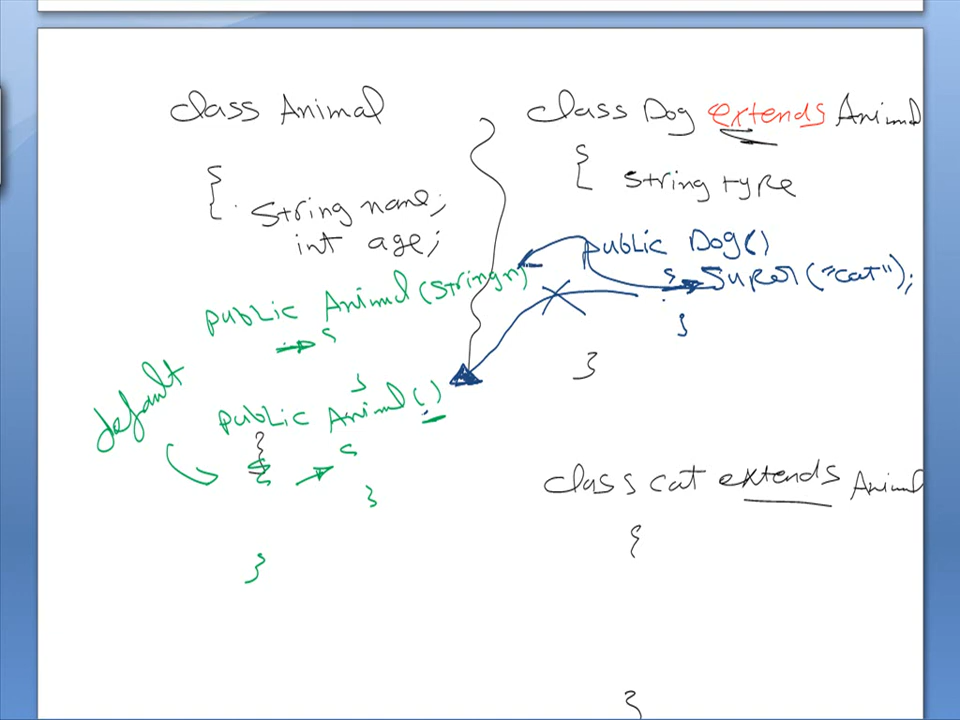 class Animal
{
String name;
int age;
public Animal (String n)
{
}
default
public Animal ( )
{
}
}
class Dog extends Animal
{
String type
public Dog ( )
{ Super ("cat");
}
}
class cat extends Animal
{
}